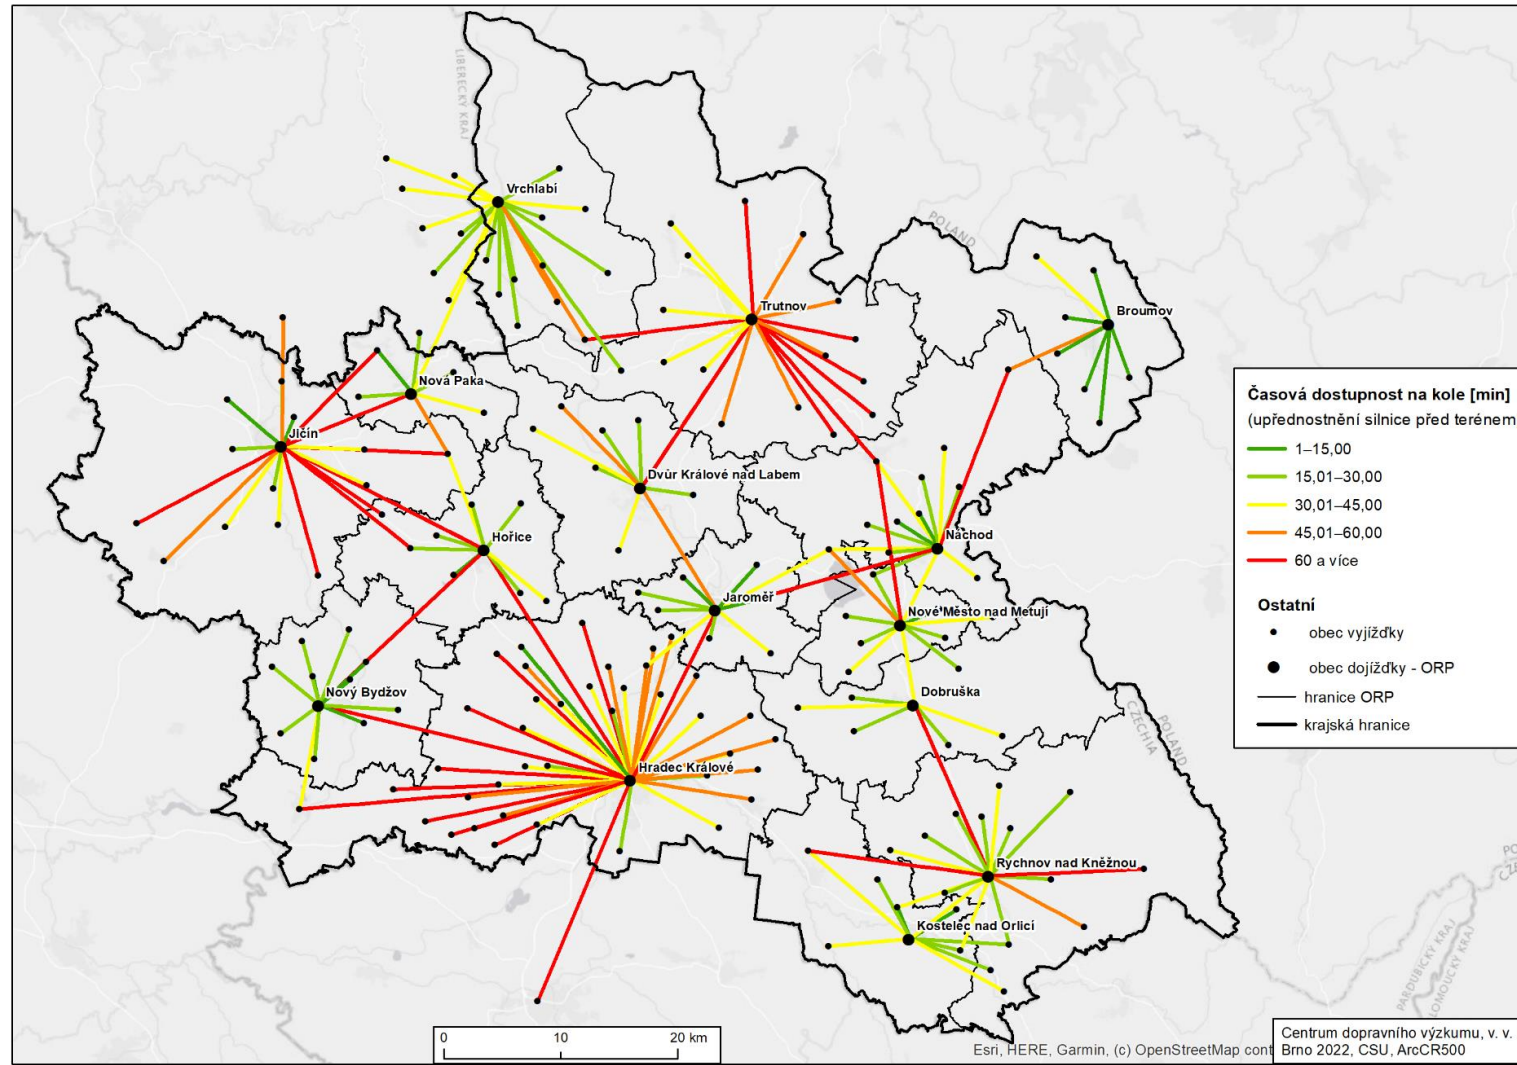 LIBERECKÝ KRAJ
Vrchlabí
POLAND
Trutnov
Broumov
Nová Paka
Jičín
Dvůr Králové nad Labem
Hořice
Náchod
Jaroměř
Nové Město nad Metují
Nový Bydžov
Dobruška
POLAND
CZECHIA
Hradec Králové
Rychnov nad Kněžnou
Kostelec nad Orlicí
PARDUBICKÝ KRAJ
LOMOUCKÝ KRAJ
PO
CZE
Časová dostupnost na kole [min]
(upřednostnění silnice před terénem
1–15,00
15,01–30,00
30,01–45,00
45,01–60,00
60 a více
Ostatní
obec vyjížďky
obec dojížďky - ORP
hranice ORP
krajská hranice
0 10 20 km
Esri, HERE, Garmin, (c) OpenStreetMap cont
Centrum dopravního výzkumu, v. v.
Brno 2022, CSU, ArcCR500